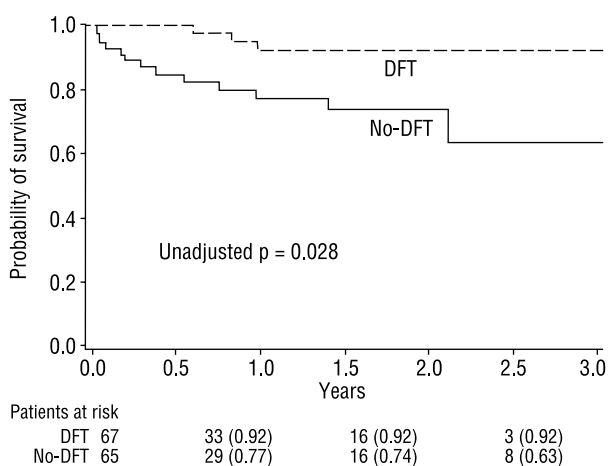 1.0
DFT
0.8
No-DFT
0.6
0.4
Unadjusted p = 0.028
0.2
0.0
Probability of survival
0.0 0.5 1.0 1.5 2.0 2.5 3.0
Years
Patients at risk
DFT 67 33 (0.92) 16 (0.92) 3 (0.92)
No-DFT 65 29 (0.77) 16 (0.74) 8 (0.63)